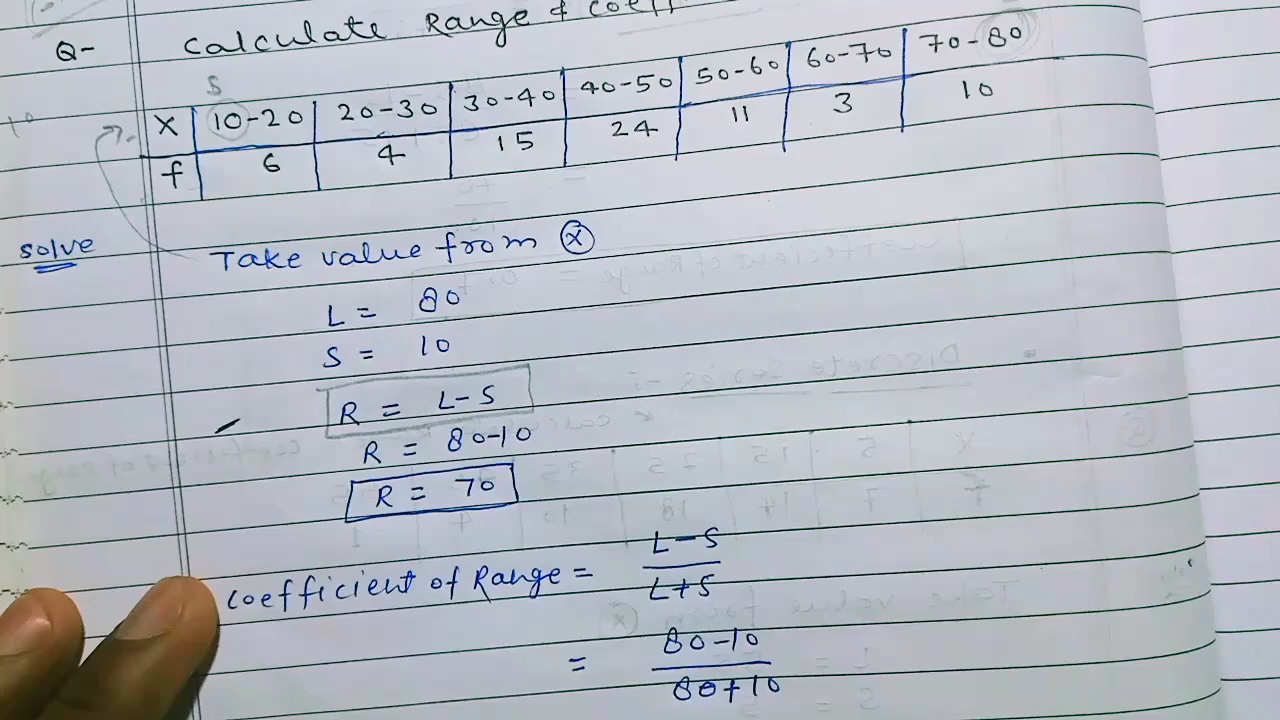 Q- Calculate Range & Coeff
S
X 10-20 20-30 30-40 40-50 50-60 60-70 70-80
f 6 4 15 24 11 3 10
Solve Take value from X
L = 80
S = 10
R = L-S
R = 80-10
R = 70
Coefficient of Range = L-S / L+S
= 80-10 / 80+10